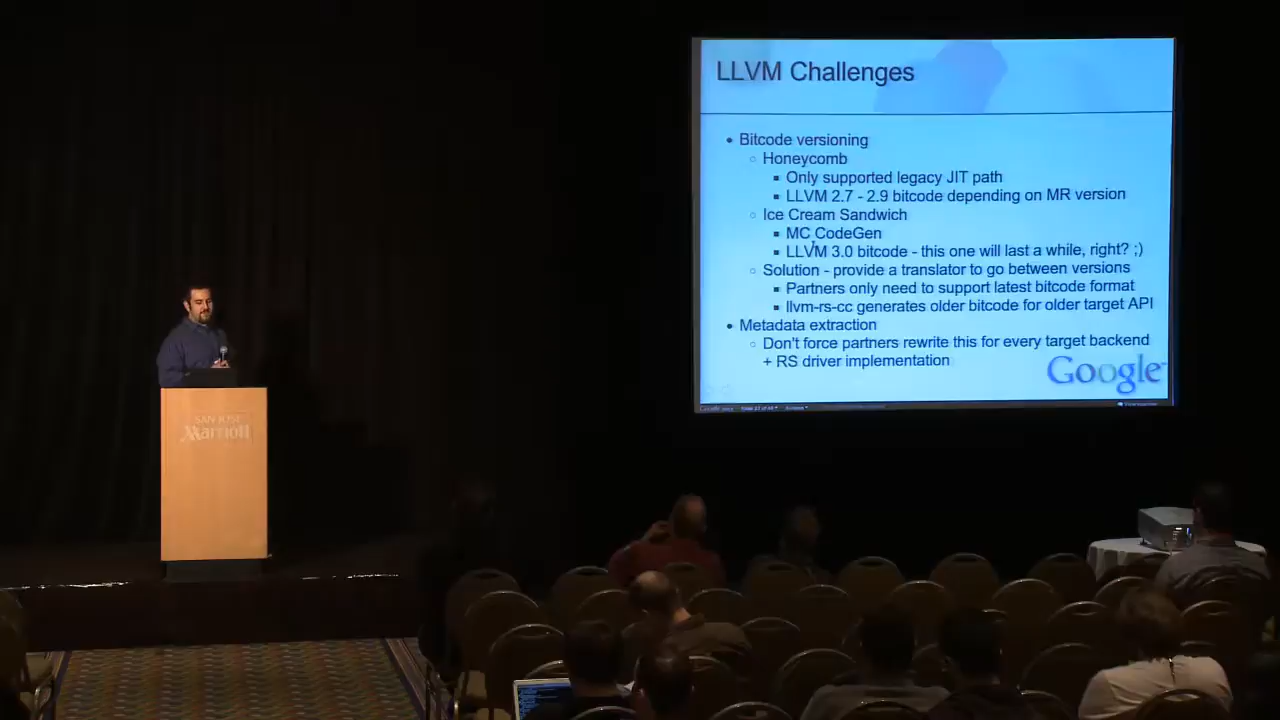 LLVM Challenges
• Bitcode versioning
○ Honeycomb
▪ Only supported legacy JIT path
▪ LLVM 2.7 - 2.9 bitcode depending on MR version
○ Ice Cream Sandwich
▪ MC CodeGen
▪ LLVM 3.0 bitcode - this one will last a while, right? ;)
○ Solution - provide a translator to go between versions
▪ Partners only need to support latest bitcode format
▪ llvm-rs-cc generates older bitcode for older target API
• Metadata extraction
○ Don't force partners rewrite this for every target backend
+ RS driver implementation
Google
SAN JOSE
Marriott